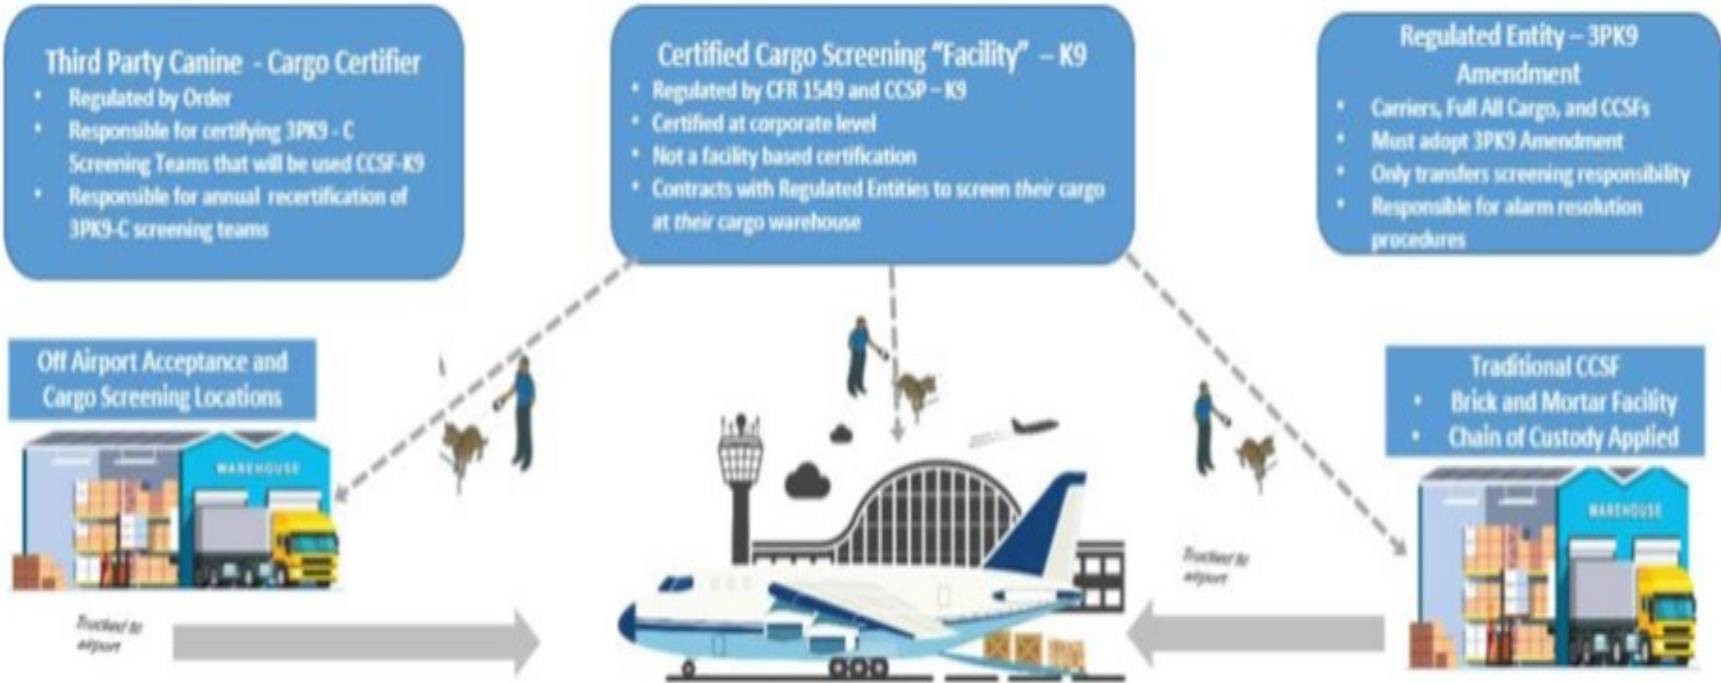 Third Party Canine - Cargo Certifier
• Regulated by Order
• Responsible for certifying 3PK9 - C
Screening Teams that will be used CCSF-K9
• Responsible for annual recertification of
3PK9-C screening teams
Certified Cargo Screening “Facility” – K9
• Regulated by CFR 1549 and CCSP – K9
• Certified at corporate level
• Not a facility based certification
• Contracts with Regulated Entities to screen their cargo
at their cargo warehouse
Regulated Entity – 3PK9
Amendment
• Carriers, Full All Cargo, and CCSFs
• Must adopt 3PK9 Amendment
• Only transfers screening responsibility
• Responsible for alarm resolution
procedures
Off Airport Acceptance and
Cargo Screening Locations
WAREHOUSE
Trucked to
airport
Traditional CCSF
• Brick and Mortar Facility
• Chain of Custody Applied
WAREHOUSE
Trucked to
airport